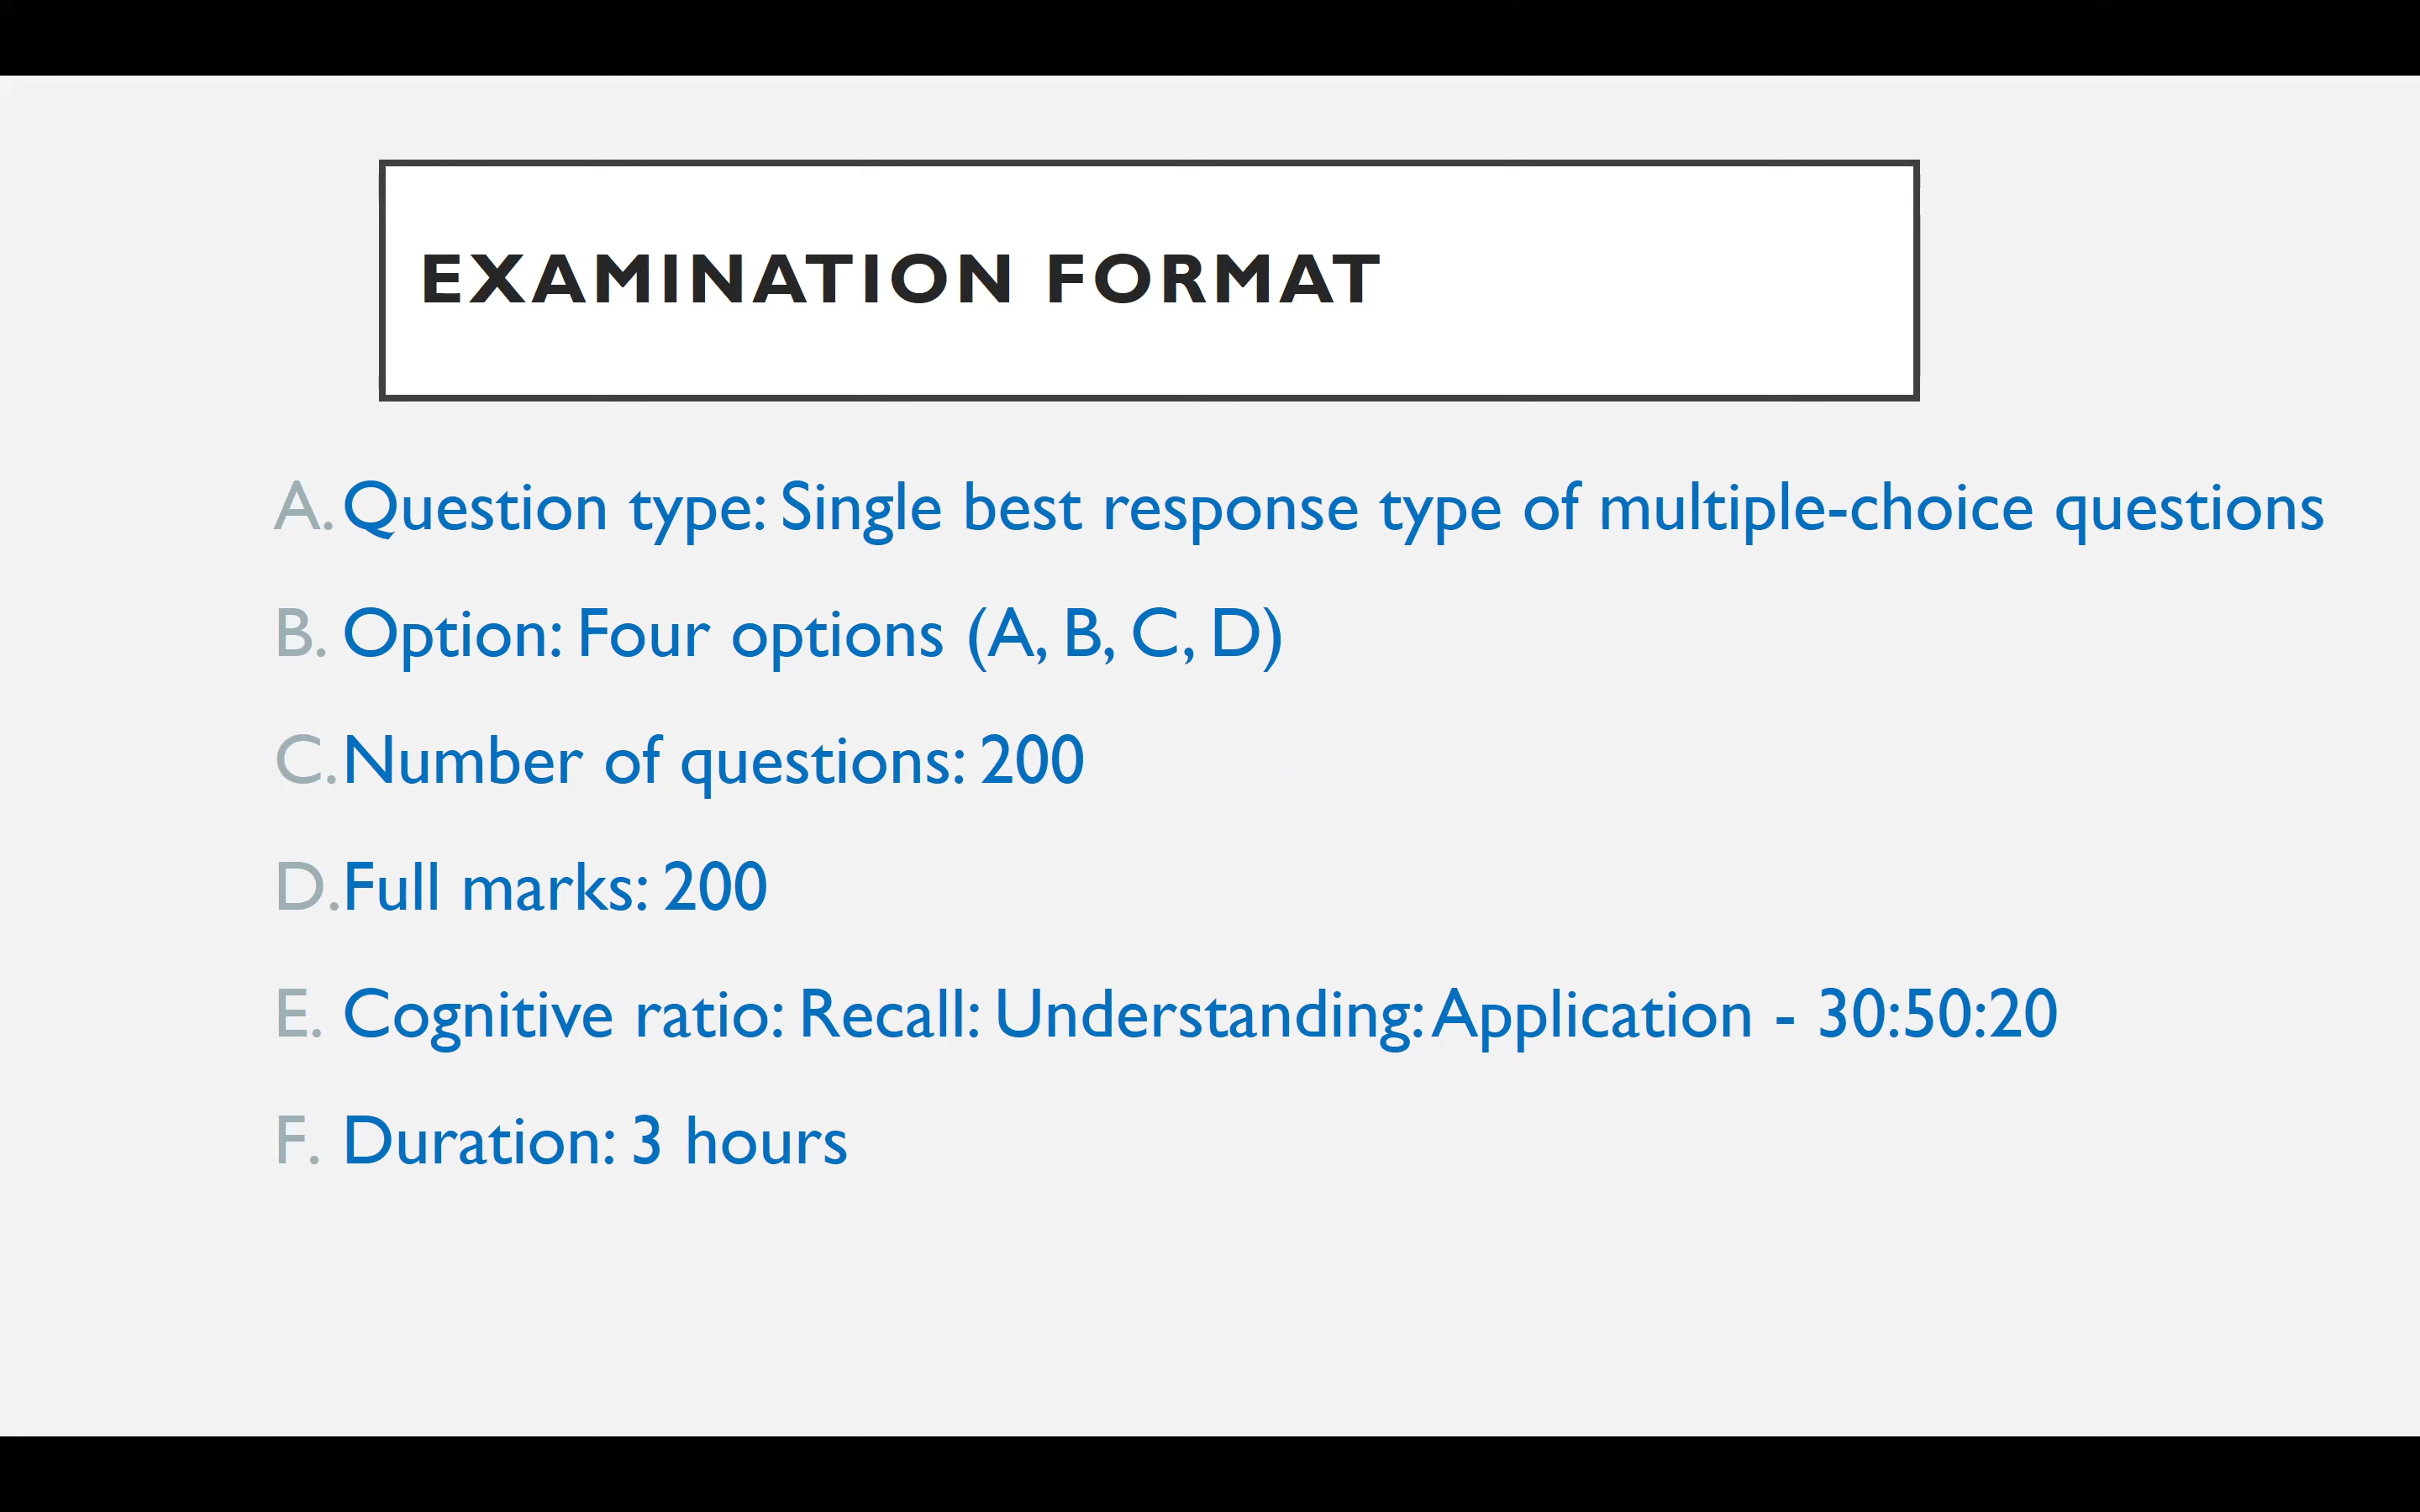 EXAMINATION FORMAT
A. Question type: Single best response type of multiple-choice questions
B. Option: Four options (A, B, C, D)
C. Number of questions: 200
D. Full marks: 200
E. Cognitive ratio: Recall: Understanding: Application - 30:50:20
F. Duration: 3 hours